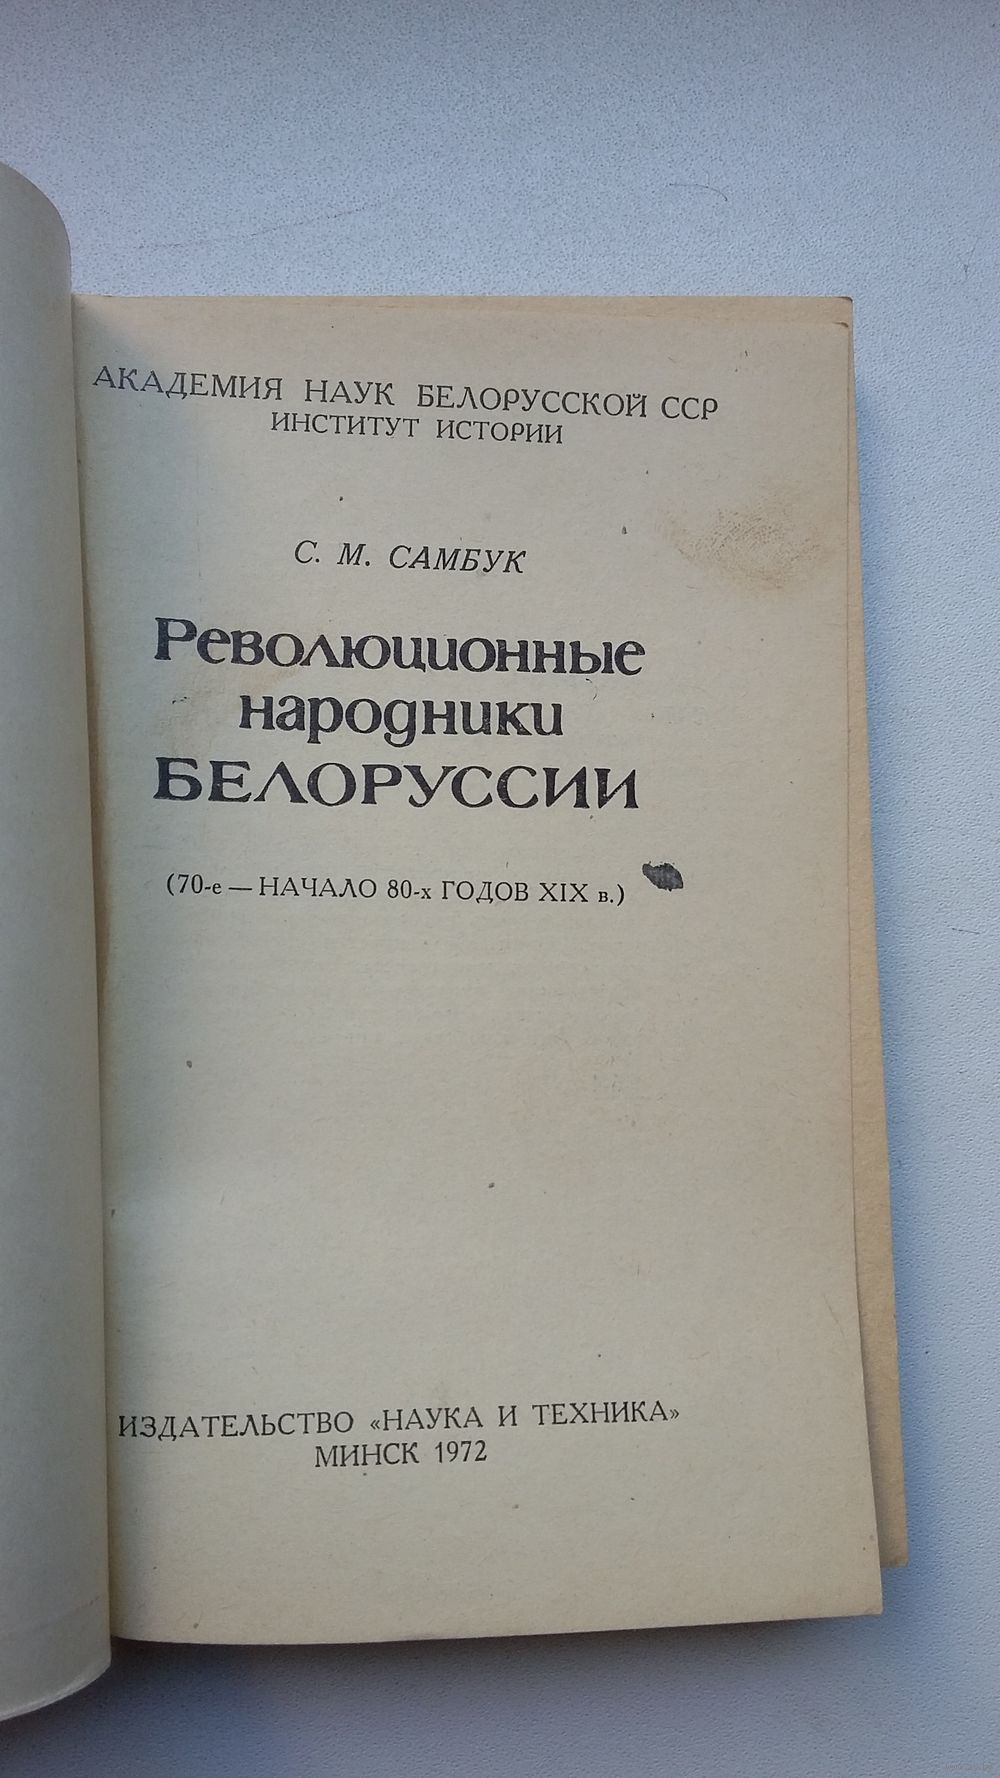 АКАДЕМИЯ НАУК БЕЛОРУССКОЙ ССР
ИНСТИТУТ ИСТОРИИ
С. М. САМБУК
Революционные
народники
БЕЛОРУССИИ
(70-е — НАЧАЛО 80-х ГОДОВ XIX в.)
ИЗДАТЕЛЬСТВО «НАУКА И ТЕХНИКА»
МИНСК 1972